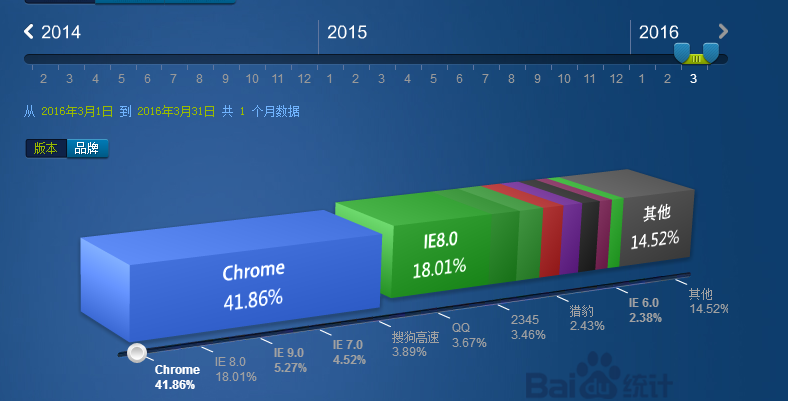 2014 2015 2016
2 3 4 5 6 7 8 9 10 11 12 2 3 4 5 6 7 8 9 10 11 12 1 2 3
从 2016年3月1日 到 2016年3月31日 共 1 个月数据
版本 品牌
Chrome
41.86%
IE8.0
18.01%
其他
14.52%
Chrome
41.86%
IE 8.0
18.01%
IE 9.0
5.27%
IE 7.0
4.52%
搜狗高速
3.89%
QQ
3.67%
2345
3.46%
猎豹
2.43%
IE 6.0
2.38%
其他
14.52%
Bai du 统计